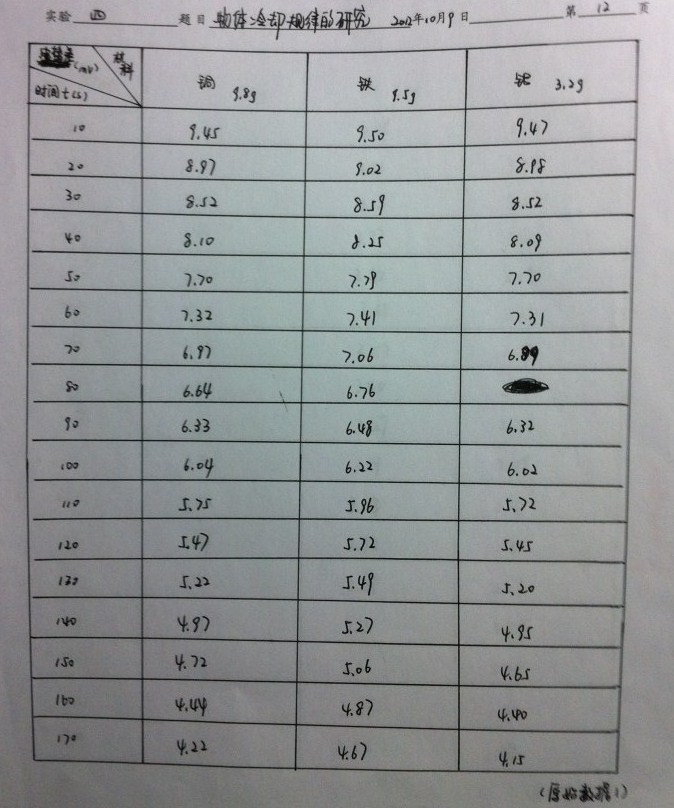 实验 四 题目 物体冷却规律的研究 2012年10月9日 第 12 页
(mv) 材料
时间t(s) 铜 9.8g 铁 9.5g 铝 3.2g
10 9.45 9.50 9.47
20 8.97 9.02 8.98
30 8.52 8.59 8.52
40 8.10 8.25 8.09
50 7.70 7.79 7.70
60 7.32 7.41 7.31
70 6.97 7.06 6.89
80 6.64 6.76
90 6.33 6.48 6.32
100 6.04 6.22 6.02
110 5.75 5.96 5.72
120 5.47 5.72 5.45
130 5.22 5.49 5.20
140 4.97 5.27 4.95
150 4.72 5.06 4.65
160 4.44 4.87 4.40
170 4.22 4.67 4.15
(原始数据1)